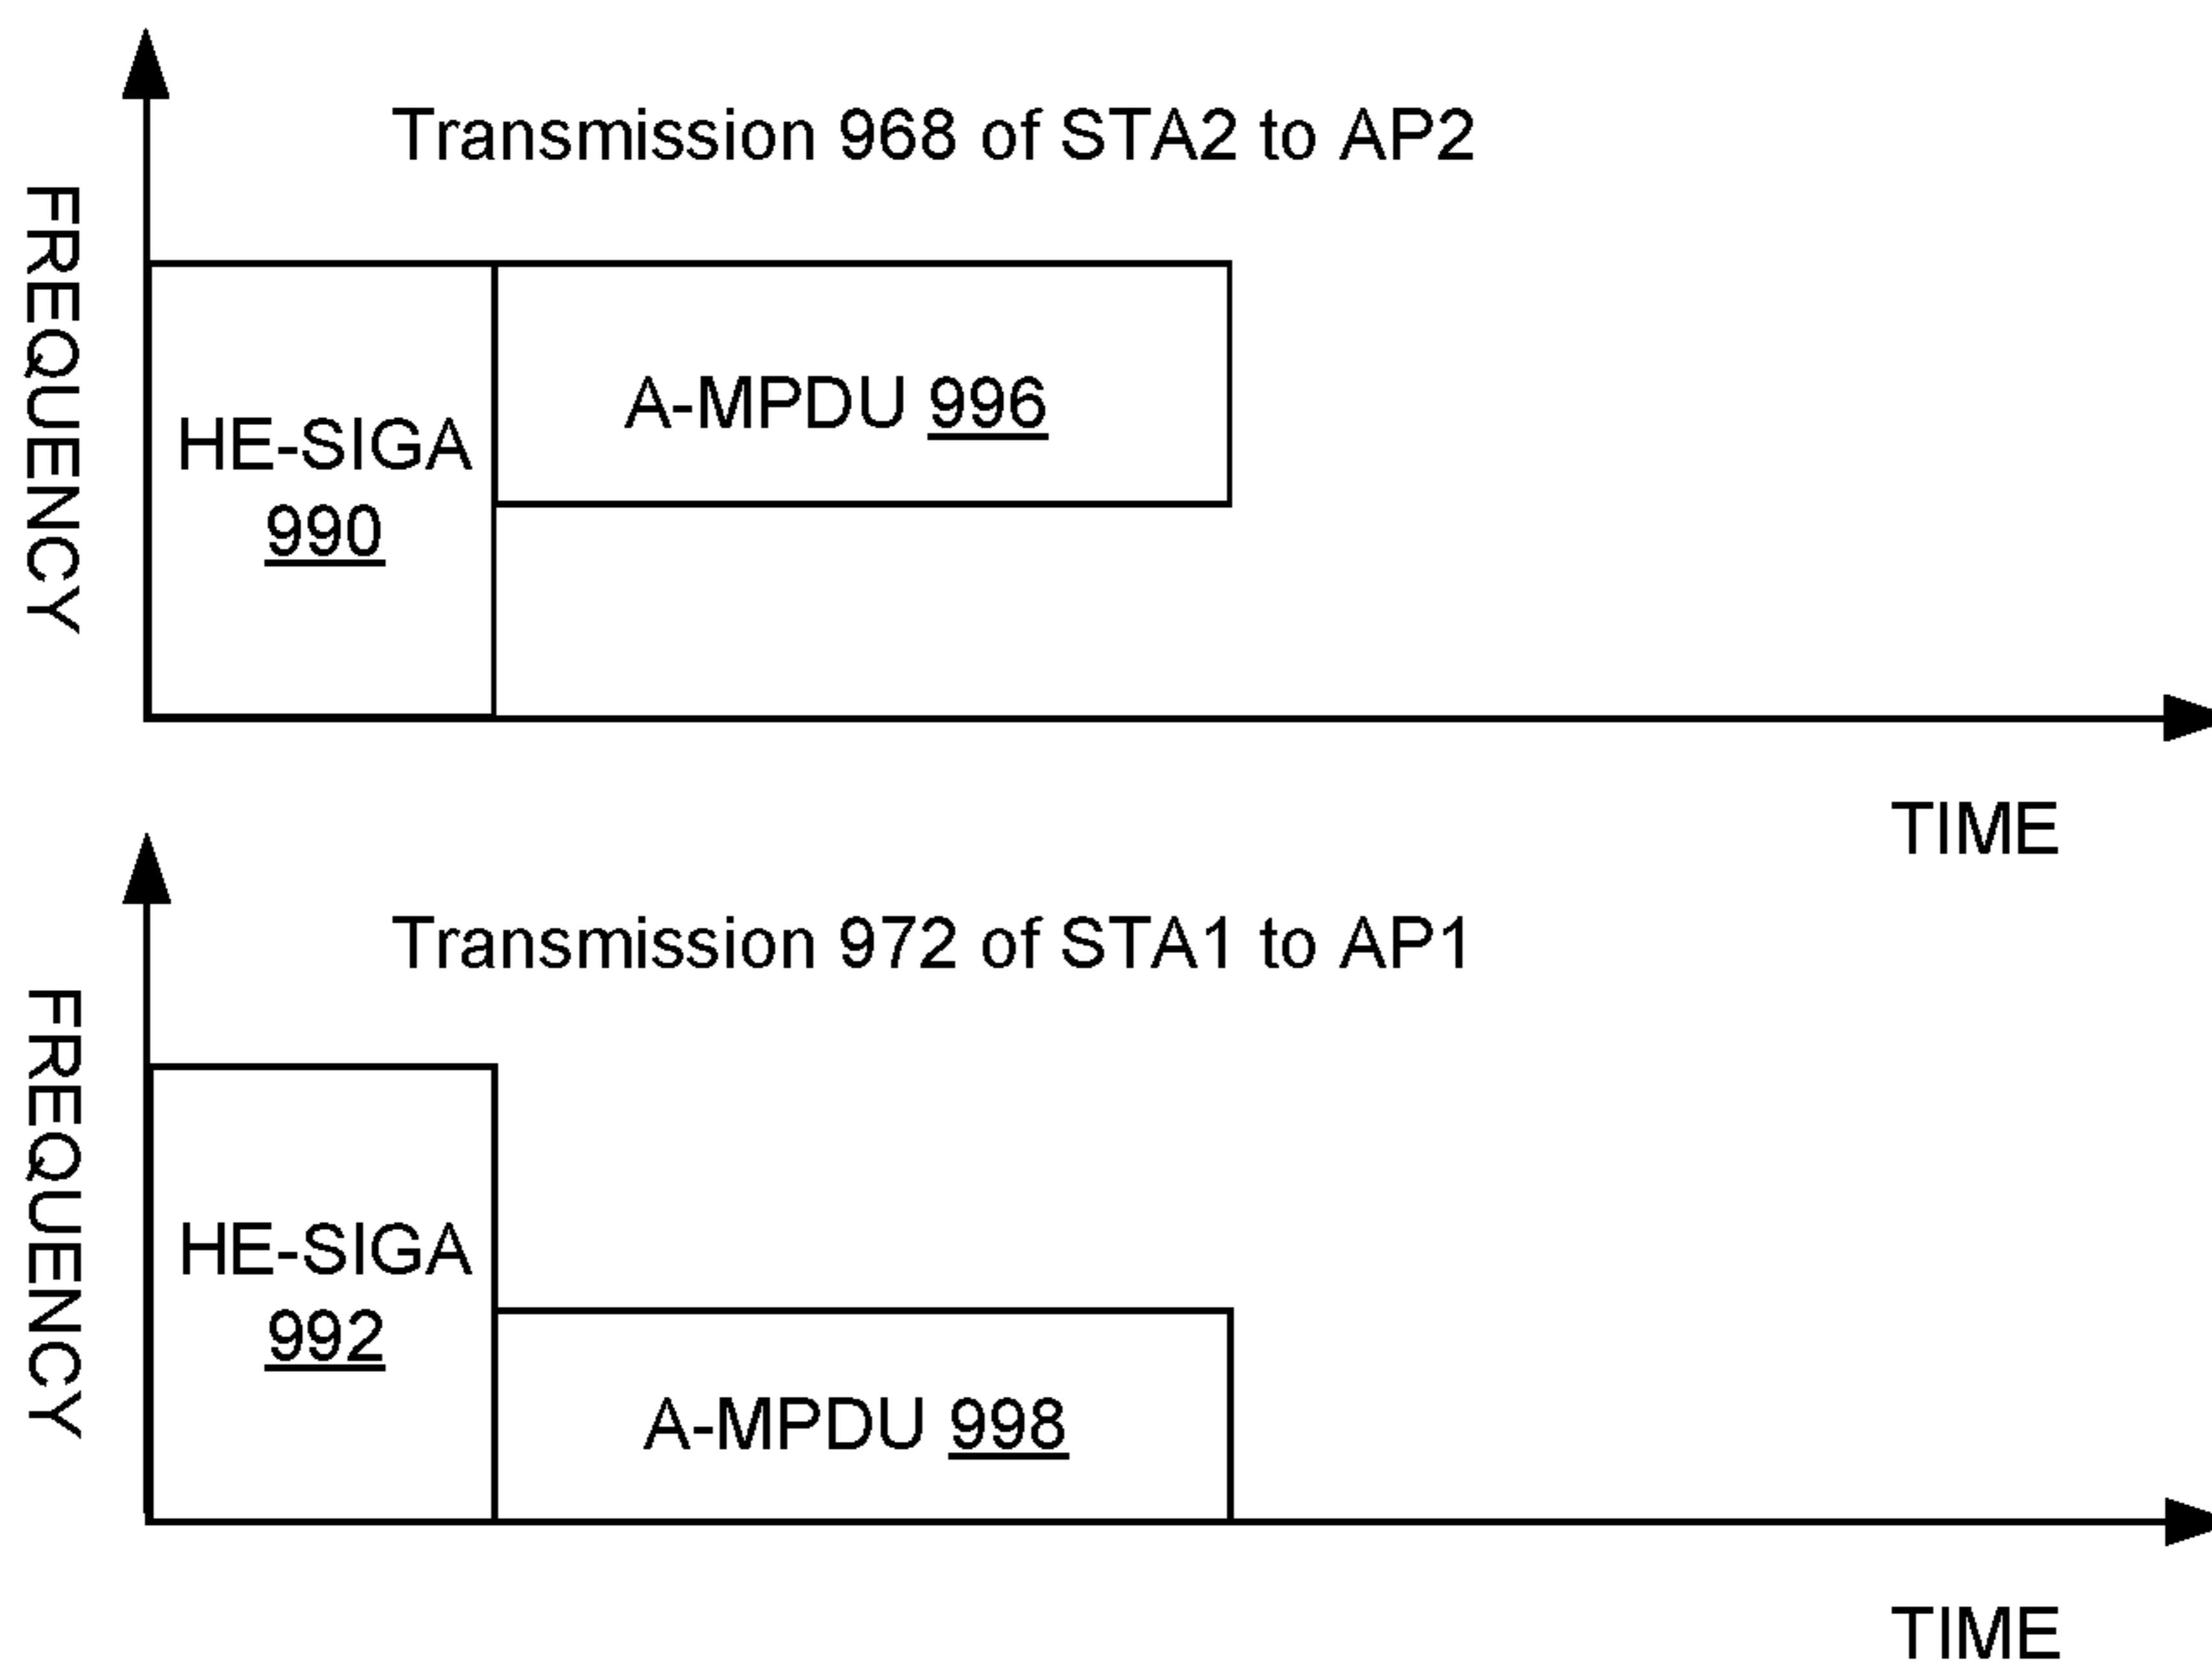 Transmission 968 of STA2 to AP2
FREQUENCY
A-MPDU 996
HE-SIGA
990
TIME
Transmission 972 of STA1 to AP1
FREQUENCY
HE-SIGA
992
A-MPDU 998
TIME